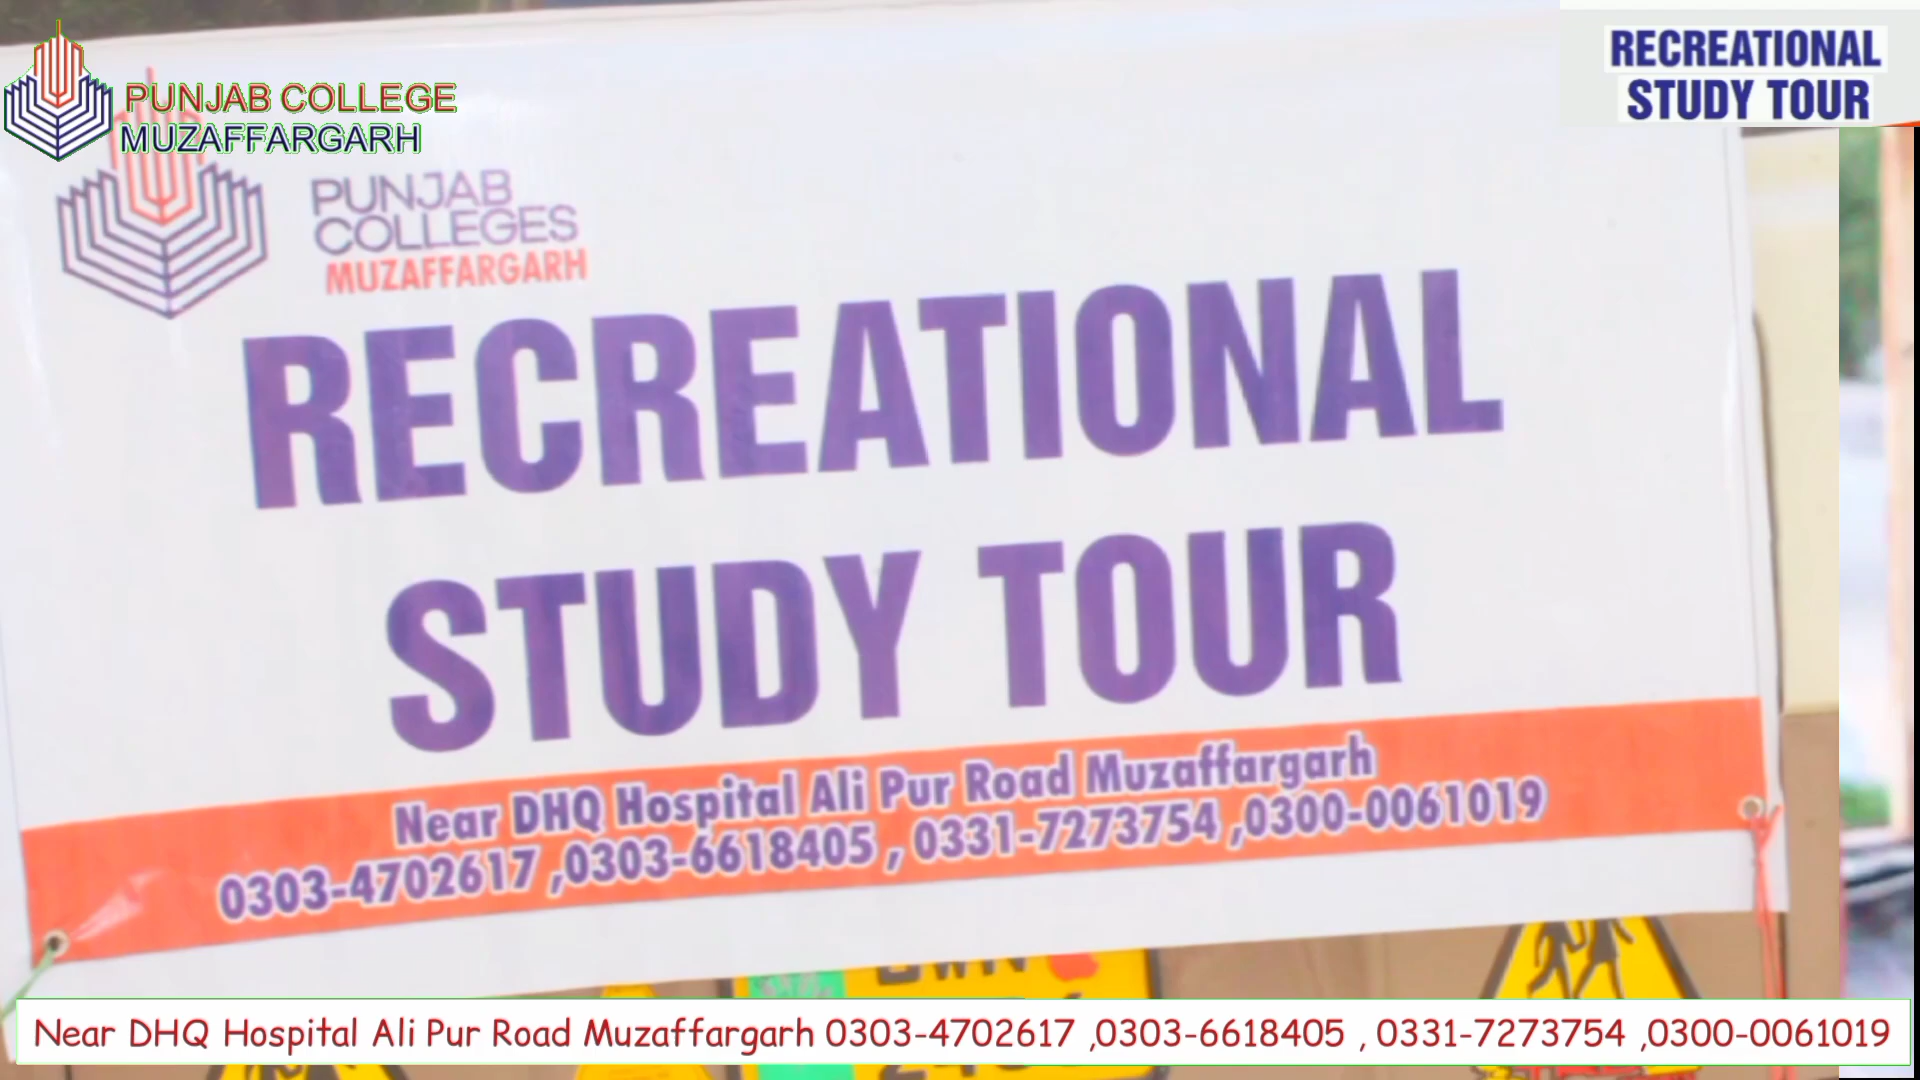 PUNJAB COLLEGE
MUZAFFARGARH
RECREATIONAL
STUDY TOUR
PUNJAB
COLLEGES
MUZAFFARGARH
RECREATIONAL
STUDY TOUR
Near DHQ Hospital Ali Pur Road Muzaffargarh
0303-4702617 ,0303-6618405 , 0331-7273754 ,0300-0061019
Near DHQ Hospital Ali Pur Road Muzaffargarh 0303-4702617 ,0303-6618405 , 0331-7273754 ,0300-0061019